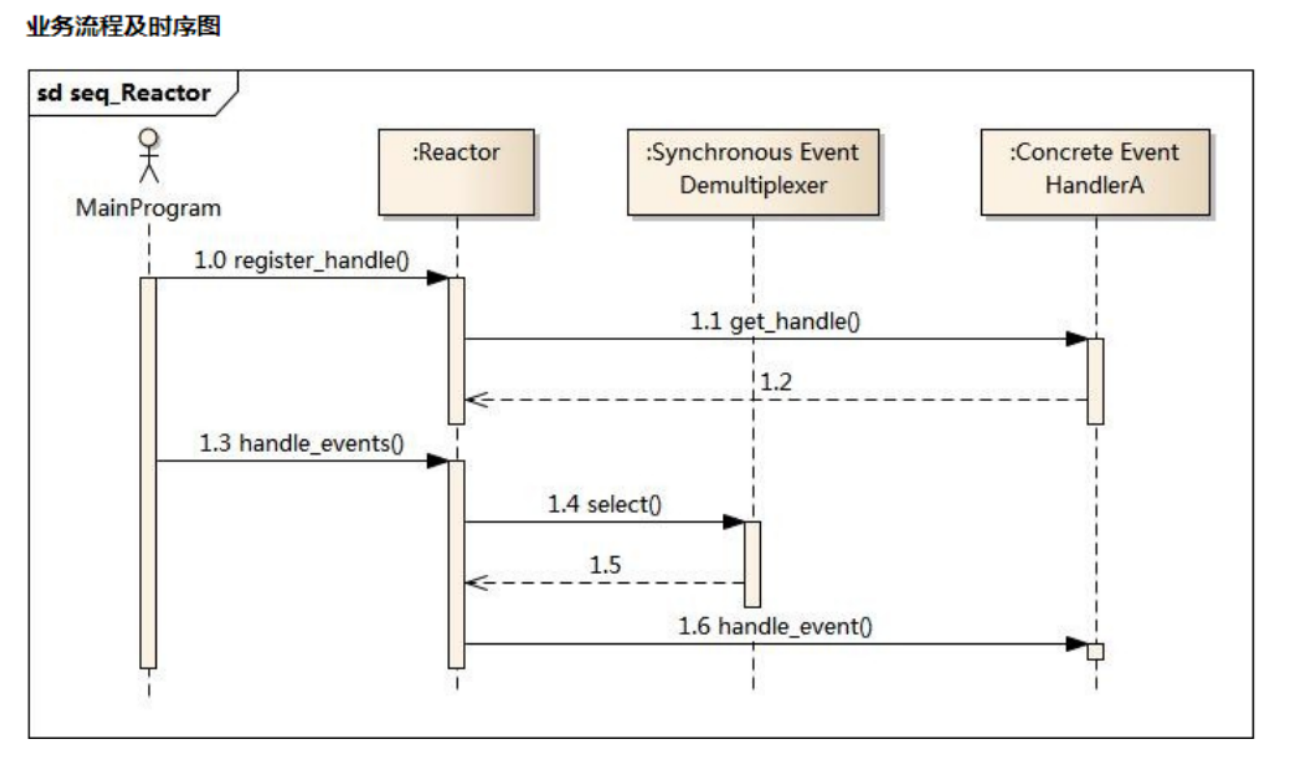 业务流程及时序图
sd seq_Reactor
MainProgram
:Reactor
:Synchronous Event
Demultiplexer
:Concrete Event
HandlerA
1.0 register_handle()
1.1 get_handle()
1.2
1.3 handle_events()
1.4 select()
1.5
1.6 handle_event()